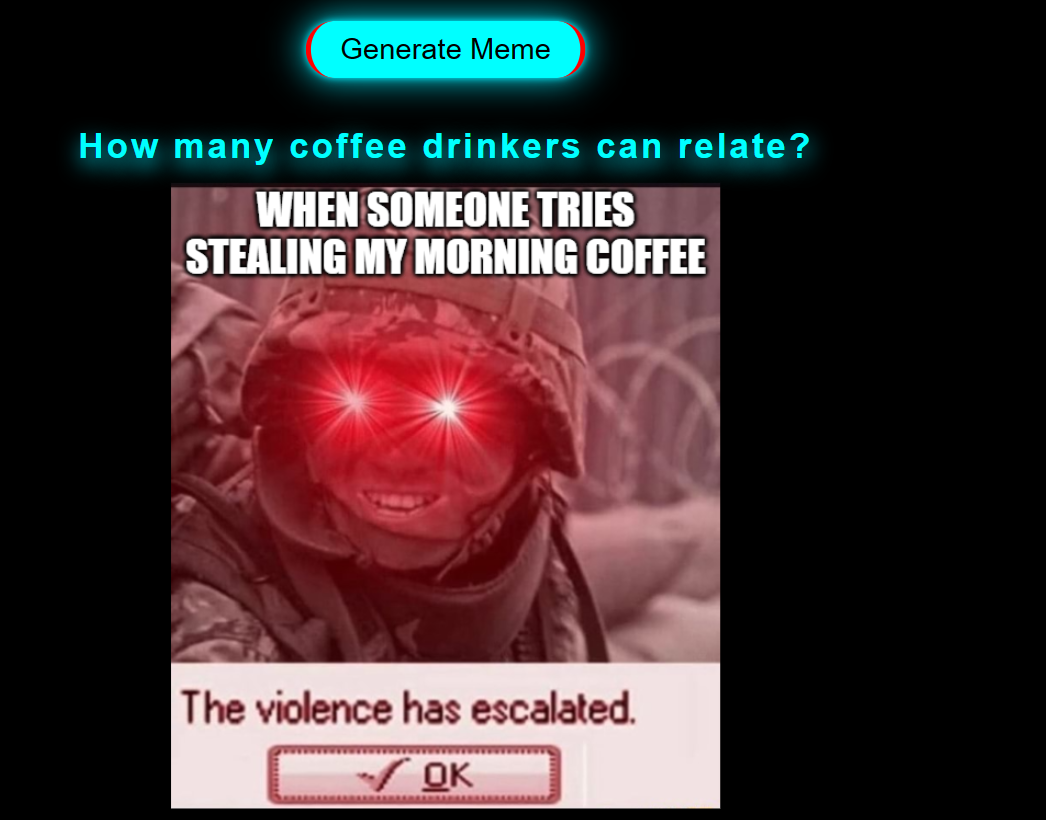 Generate Meme
How many coffee drinkers can relate?
WHEN SOMEONE TRIES
STEALING MY MORNING COFFEE
The violence has escalated.
OK